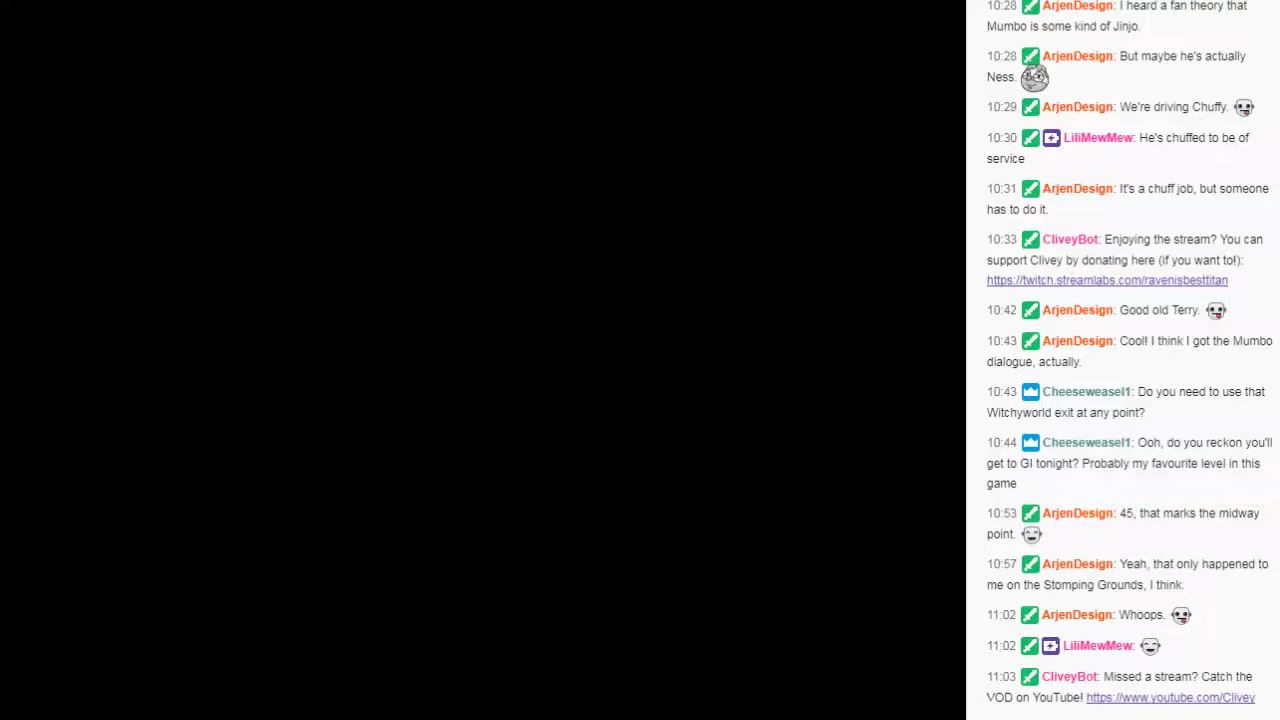 10:28 ArjenDesign: I heard a fan theory that
Mumbo is some kind of Jinjo.
10:28 ArjenDesign: But maybe he's actually
Ness.
10:29 ArjenDesign: We're driving Chuffy.
10:30 LiliMewMew: He's chuffed to be of
service
10:31 ArjenDesign: It's a chuff job, but someone
has to do it.
10:33 CliveyBot: Enjoying the stream? You can
support Clivey by donating here (if you want to!):
https://twitch.streamlabs.com/ravenisbesttitan
10:42 ArjenDesign: Good old Terry.
10:43 ArjenDesign: Cool! I think I got the Mumbo
dialogue, actually.
10:43 Cheeseweasel1: Do you need to use that
Witchyworld exit at any point?
10:44 Cheeseweasel1: Ooh, do you reckon you'll
get to GI tonight? Probably my favourite level in this
game
10:53 ArjenDesign: 45, that marks the midway
point.
10:57 ArjenDesign: Yeah, that only happened to
me on the Stomping Grounds, I think.
11:02 ArjenDesign: Whoops.
11:02 LiliMewMew:
11:03 CliveyBot: Missed a stream? Catch the
VOD on YouTube! https://www.youtube.com/Clivey